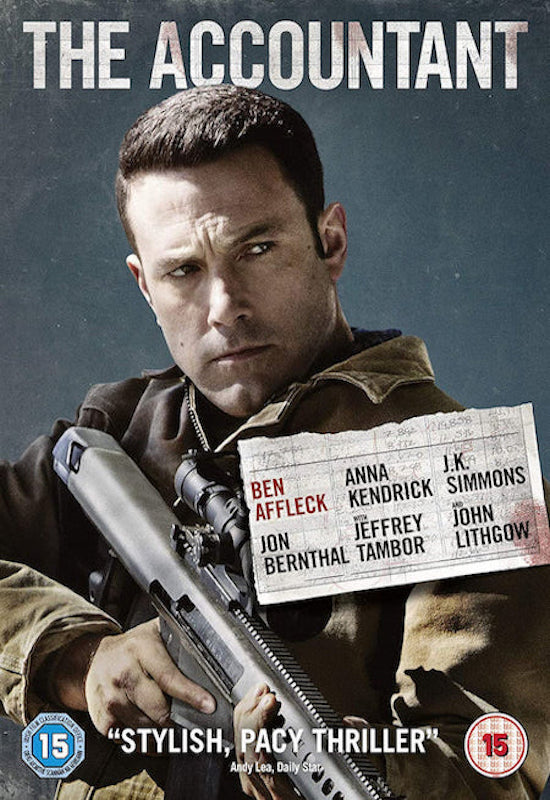 THE ACCOUNTANT
BEN AFFLECK
ANNA KENDRICK
J.K. SIMMONS
JON BERNTHAL
WITH JEFFREY TAMBOR
AND JOHN LITHGOW
15
"STYLISH, PACY THRILLER"
Andy Lea, Daily Star
15